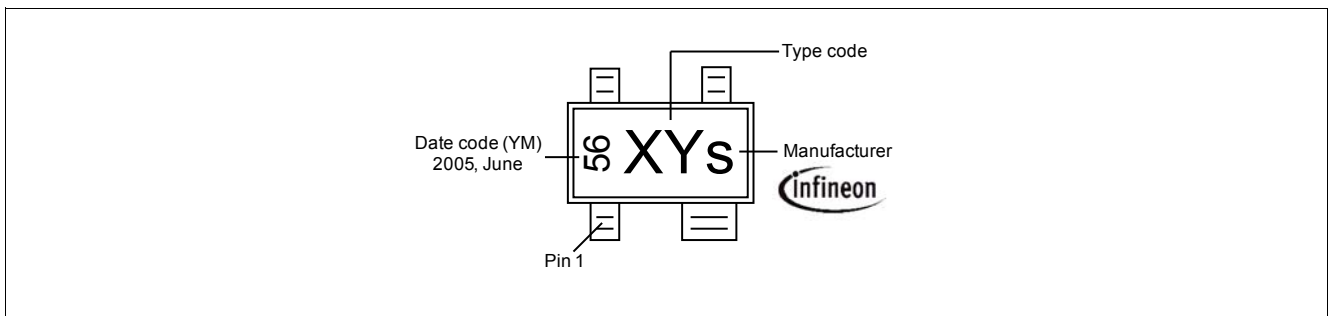 Type code
Date code (YM)
2005, June
56
XYs
Manufacturer
infineon
Pin 1